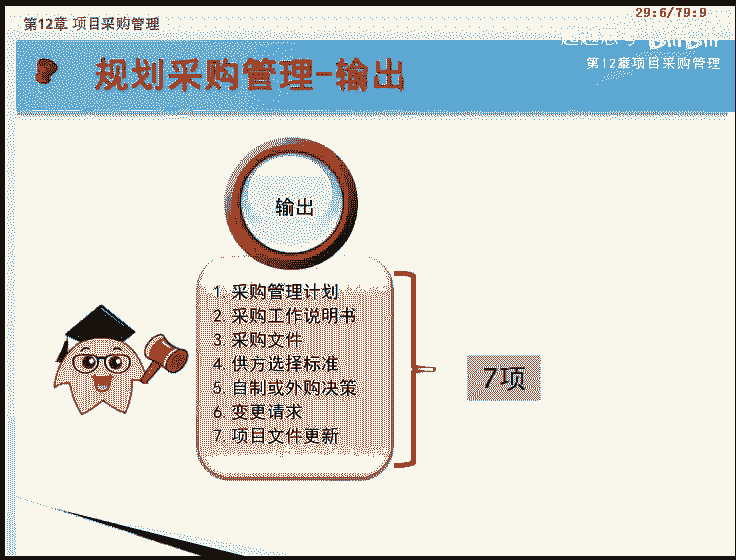 第12章 项目采购管理
29:6/79:9
第12章项目采购管理
规划采购管理-输出
输出
1. 采购管理计划
2. 采购工作说明书
3. 采购文件
4. 供方选择标准
5. 自制或外购决策
6. 变更请求
7. 项目文件更新
7项